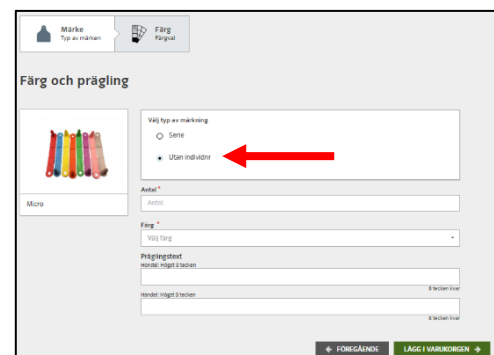 Märke
Typ av märken
Färg
Färgval
Färg och prägling
Micro
Välj typ av märkning
Serie
Utan individnr
Antal *
Antal
Färg *
Välj färg
Präglingstext
Handel: Högst 8 tecken
8 tecken kvar
Handel: Högst 8 tecken
8 tecken kvar
FÖREGÅENDE
LÄGG I VARUKORGEN